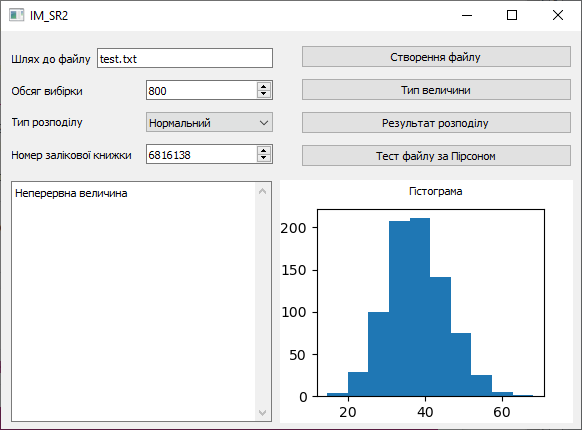 IM_SR2
Шлях до файлу test.txt
Створення файлу
Обсяг вибірки 800
Тип величини
Тип розподілу Нормальний
Результат розподілу
Номер залікової книжки 6816138
Тест файлу за Пірсоном
Неперервна величина
Гістограма
200
150
100
50
0
20 40 60